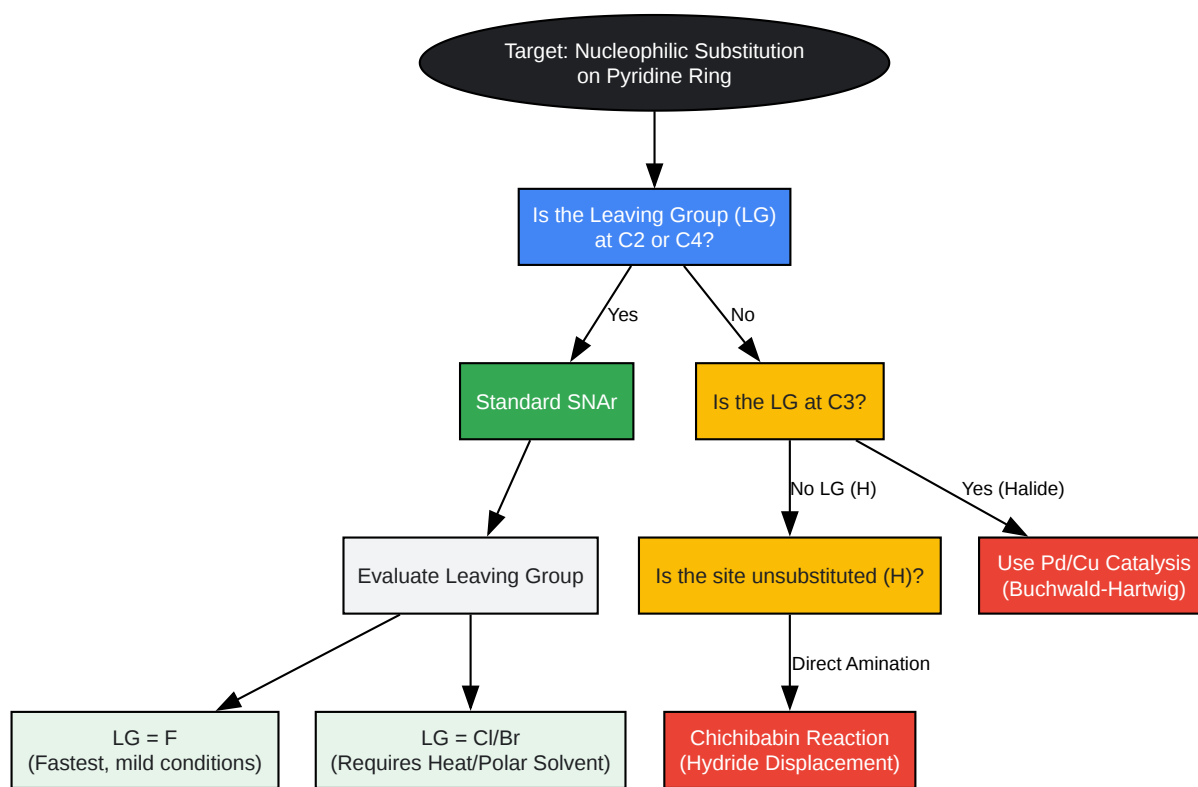 Target: Nucleophilic Substitution
on Pyridine Ring
Is the Leaving Group (LG)
at C2 or C4?
Yes
No
Standard SNAr
Is the LG at C3?
No LG (H)
Yes (Halide)
Evaluate Leaving Group
Is the site unsubstituted (H)?
Use Pd/Cu Catalysis
(Buchwald-Hartwig)
Direct Amination
LG = F
(Fastest, mild conditions)
LG = Cl/Br
(Requires Heat/Polar Solvent)
Chichibabin Reaction
(Hydride Displacement)